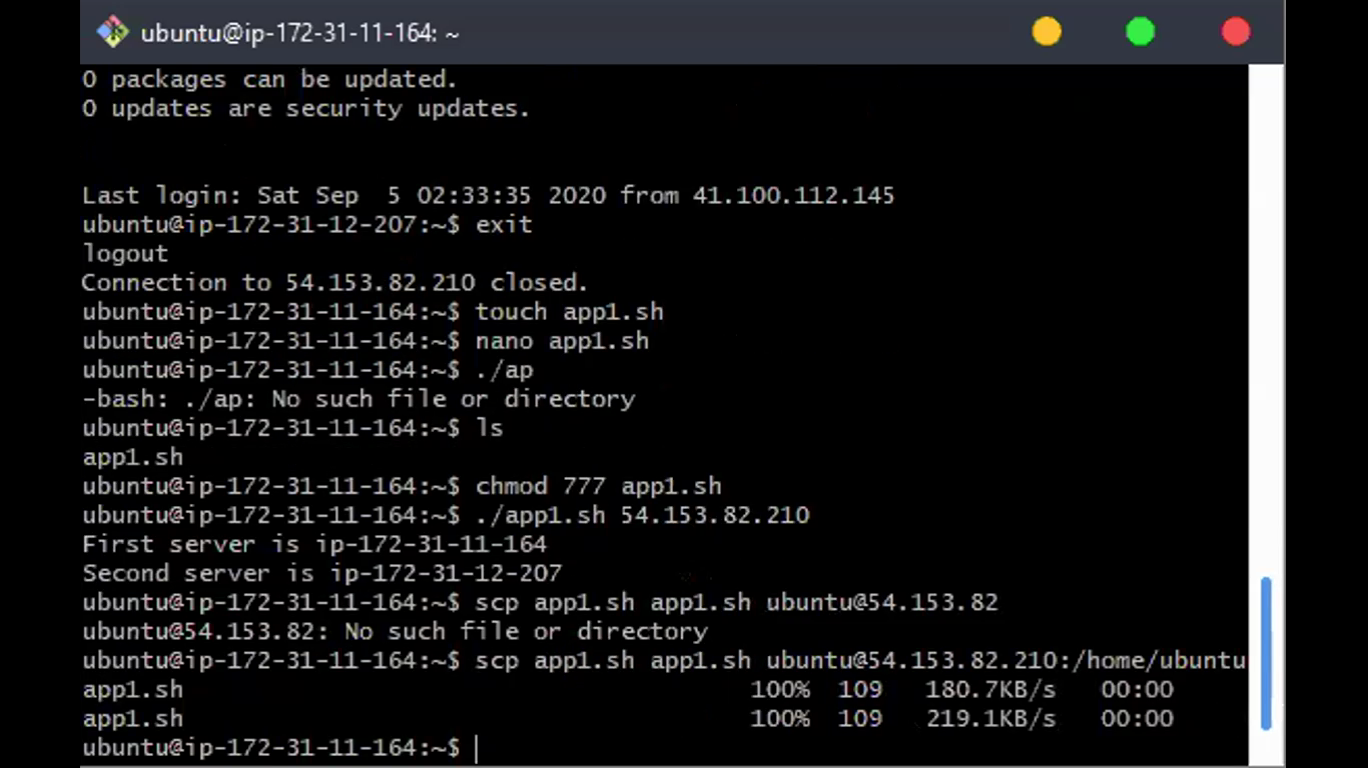 ubuntu@ip-172-31-11-164: ~
0 packages can be updated.
0 updates are security updates.
Last login: Sat Sep  5 02:33:35 2020 from 41.100.112.145
ubuntu@ip-172-31-12-207:~$ exit
logout
Connection to 54.153.82.210 closed.
ubuntu@ip-172-31-11-164:~$ touch app1.sh
ubuntu@ip-172-31-11-164:~$ nano app1.sh
ubuntu@ip-172-31-11-164:~$ ./ap
-bash: ./ap: No such file or directory
ubuntu@ip-172-31-11-164:~$ ls
app1.sh
ubuntu@ip-172-31-11-164:~$ chmod 777 app1.sh
ubuntu@ip-172-31-11-164:~$ ./app1.sh 54.153.82.210
First server is ip-172-31-11-164
Second server is ip-172-31-12-207
ubuntu@ip-172-31-11-164:~$ scp app1.sh app1.sh ubuntu@54.153.82
ubuntu@54.153.82: No such file or directory
ubuntu@ip-172-31-11-164:~$ scp app1.sh app1.sh ubuntu@54.153.82.210:/home/ubuntu
app1.sh 100% 109 180.7KB/s 00:00
app1.sh 100% 109 219.1KB/s 00:00
ubuntu@ip-172-31-11-164:~$